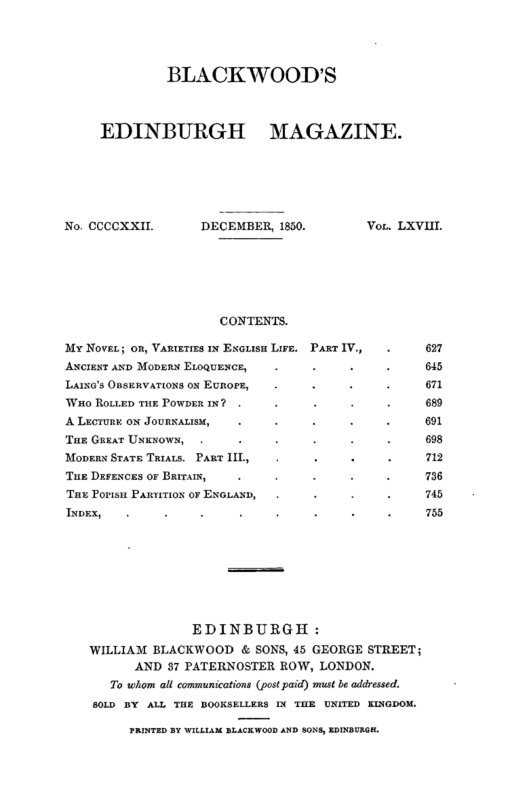 BLACKWOOD'S
EDINBURGH MAGAZINE.
No. CCCCXXII. DECEMBER, 1850. VOL. LXVIII.
CONTENTS.
MY NOVEL; OR, VARIETIES IN ENGLISH LIFE. PART IV., . 627
ANCIENT AND MODERN ELOQUENCE, . . . . 645
LAING'S OBSERVATIONS ON EUROPE, . . . . 671
WHO ROLLED THE POWDER IN? . . . . . 689
A LECTURE ON JOURNALISM, . . . . . 691
THE GREAT UNKNOWN, . . . . . . 698
MODERN STATE TRIALS. PART III., . . . . 712
THE DEFENCES OF BRITAIN, . . . . . 736
THE POPISH PARTITION OF ENGLAND, . . . . 745
INDEX, . . . . . . . . 755
EDINBURGH:
WILLIAM BLACKWOOD & SONS, 45 GEORGE STREET;
AND 37 PATERNOSTER ROW, LONDON.
To whom all communications (post paid) must be addressed.
SOLD BY ALL THE BOOKSELLERS IN THE UNITED KINGDOM.
PRINTED BY WILLIAM BLACKWOOD AND SONS, EDINBURGH.